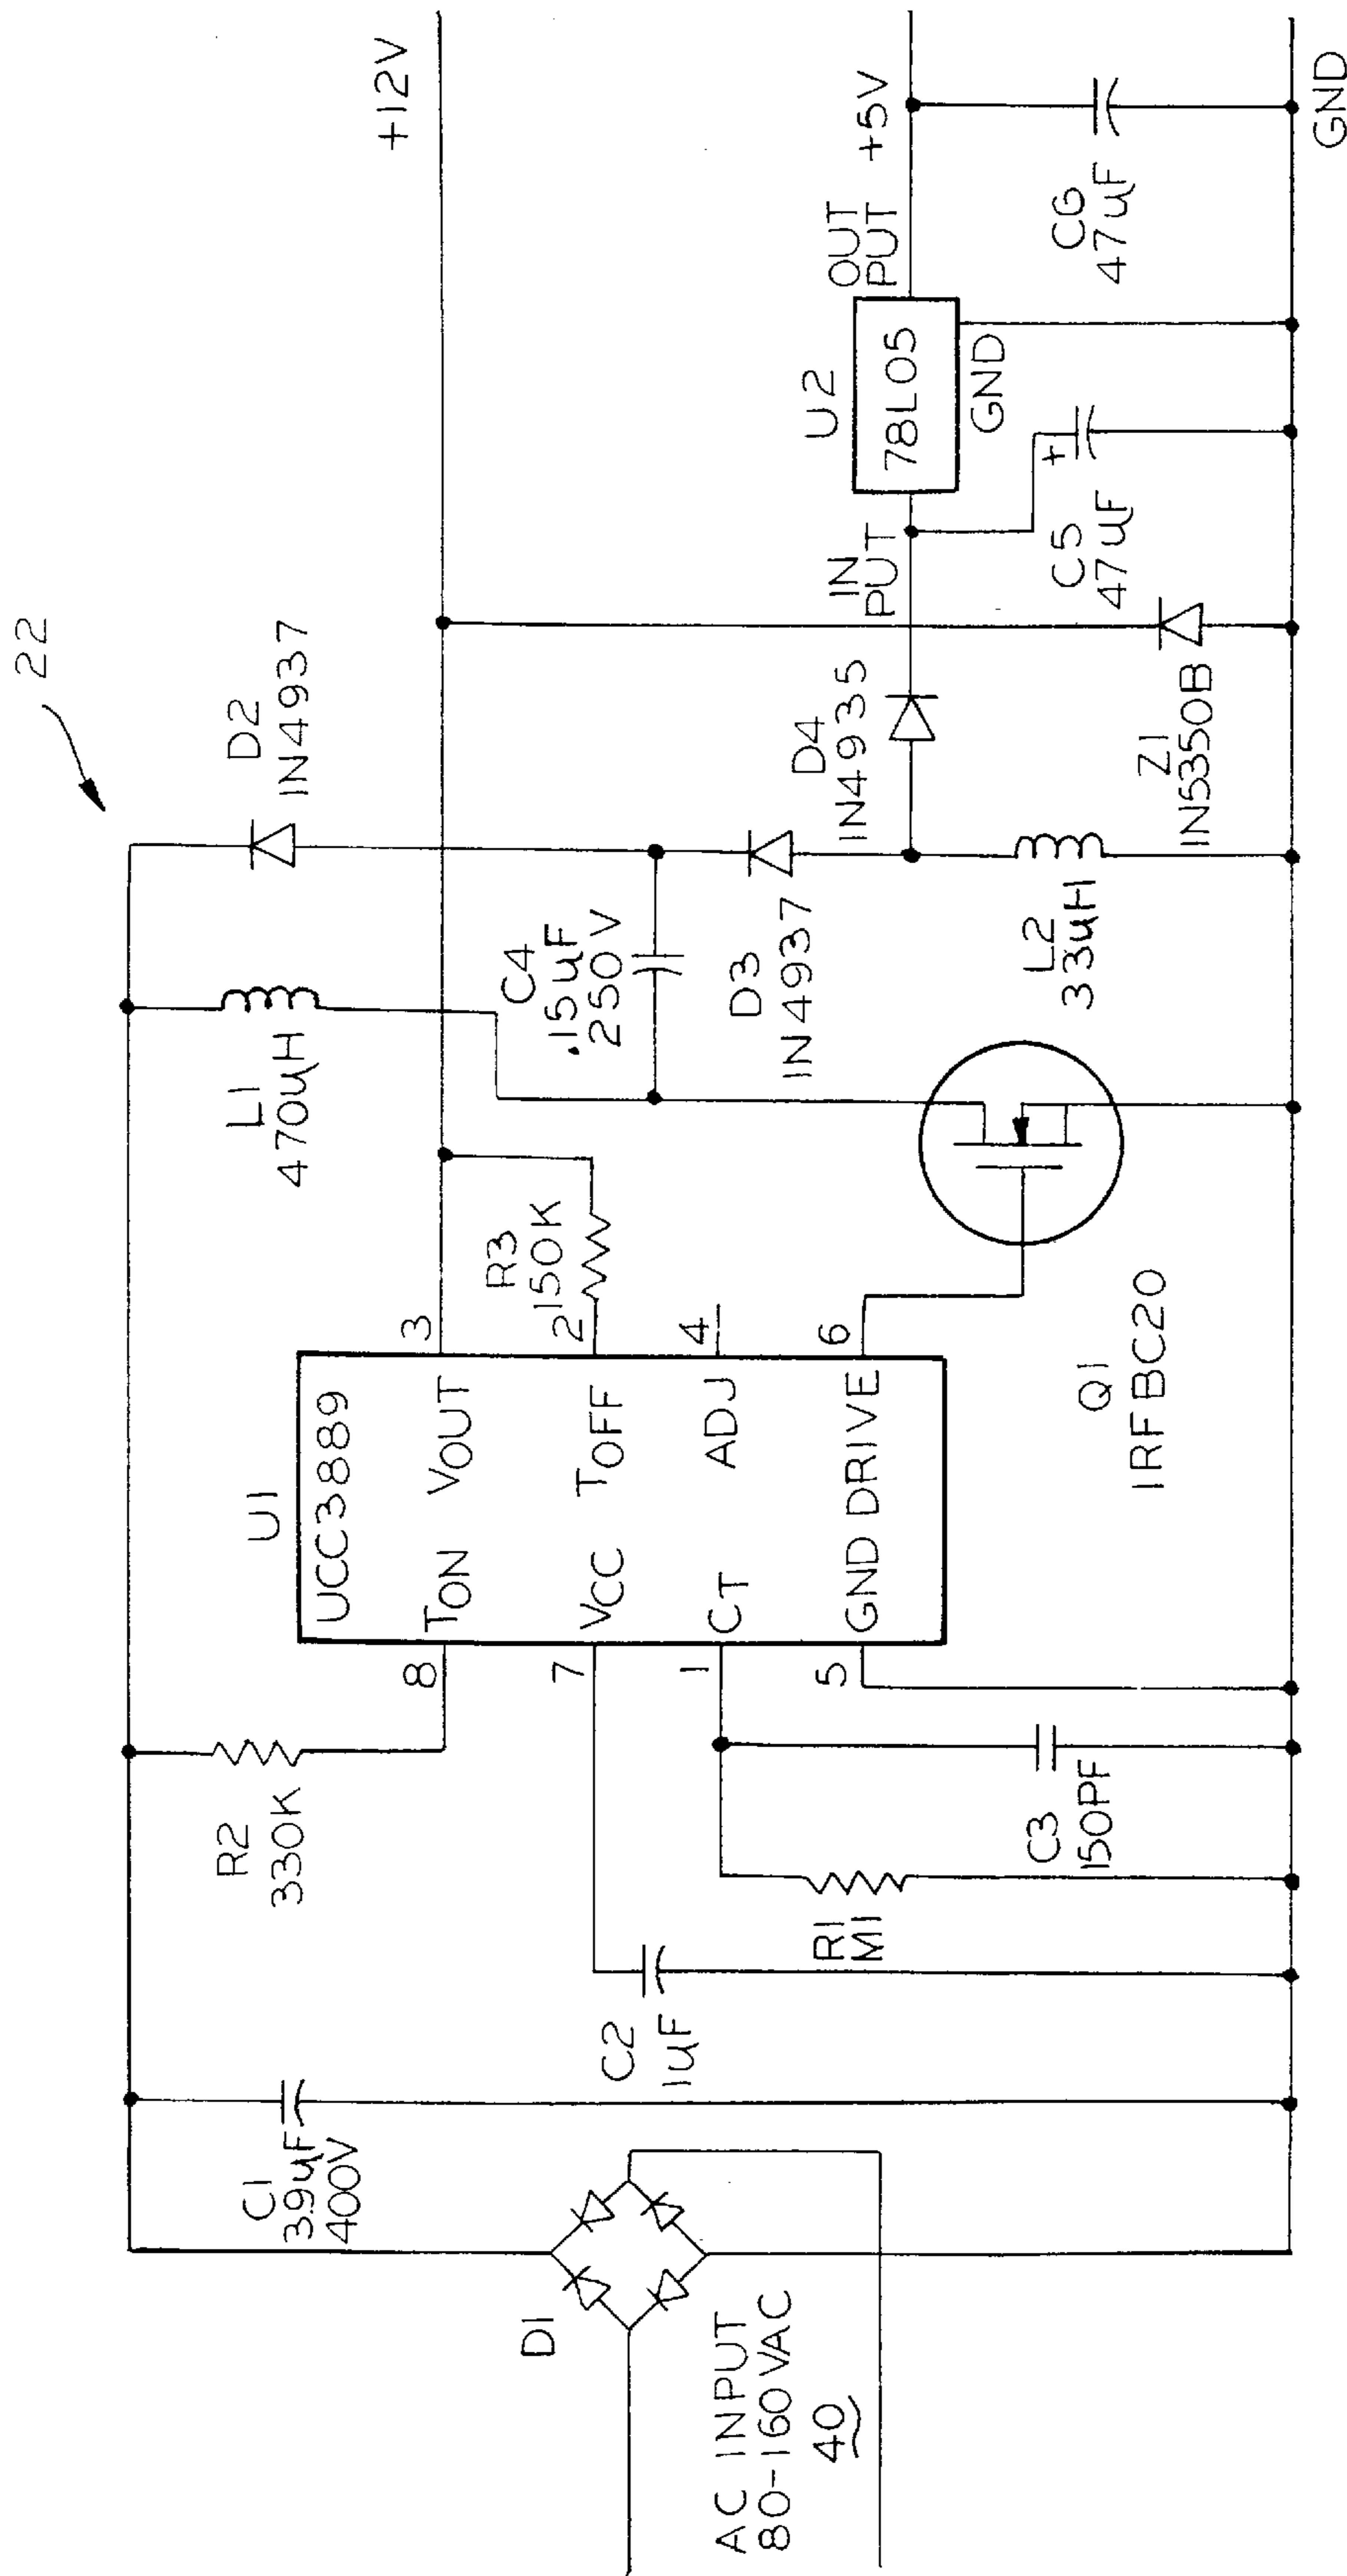 22
D1
AC INPUT
80-160VAC
40
C1
39uF
400V
C2
1uF
R2
330K
R1
M1
C3
150PF
U1
UCC3889
TON
VOUT
VCC
TOFF
CT
ADJ
GND
DRIVE
8
7
1
5
3
2
4
6
R3
150K
Q1
IRFBC20
L1
470uH
C4
.15uF
250V
D2
IN4937
D3
IN4937
D4
IN4935
L2
33uH
Z1
IN5350B
IN
PUT
C5
47uF
+
U2
78L05
GND
OUT
PUT
C6
47uF
+12V
+5V
GND